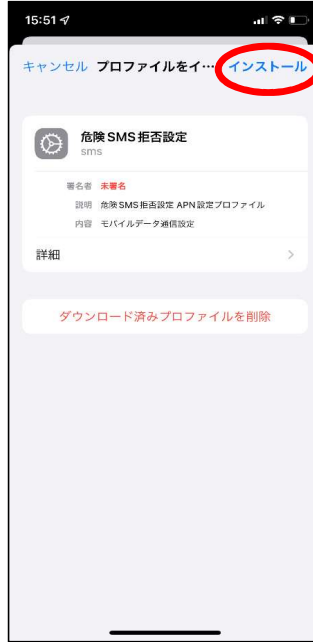 15:51
キャンセル プロファイルをイ… インストール
危険SMS拒否設定
sms
署名者 未署名
説明 危険SMS拒否設定 APN設定プロファイル
内容 モバイルデータ通信設定
詳細
ダウンロード済みプロファイルを削除